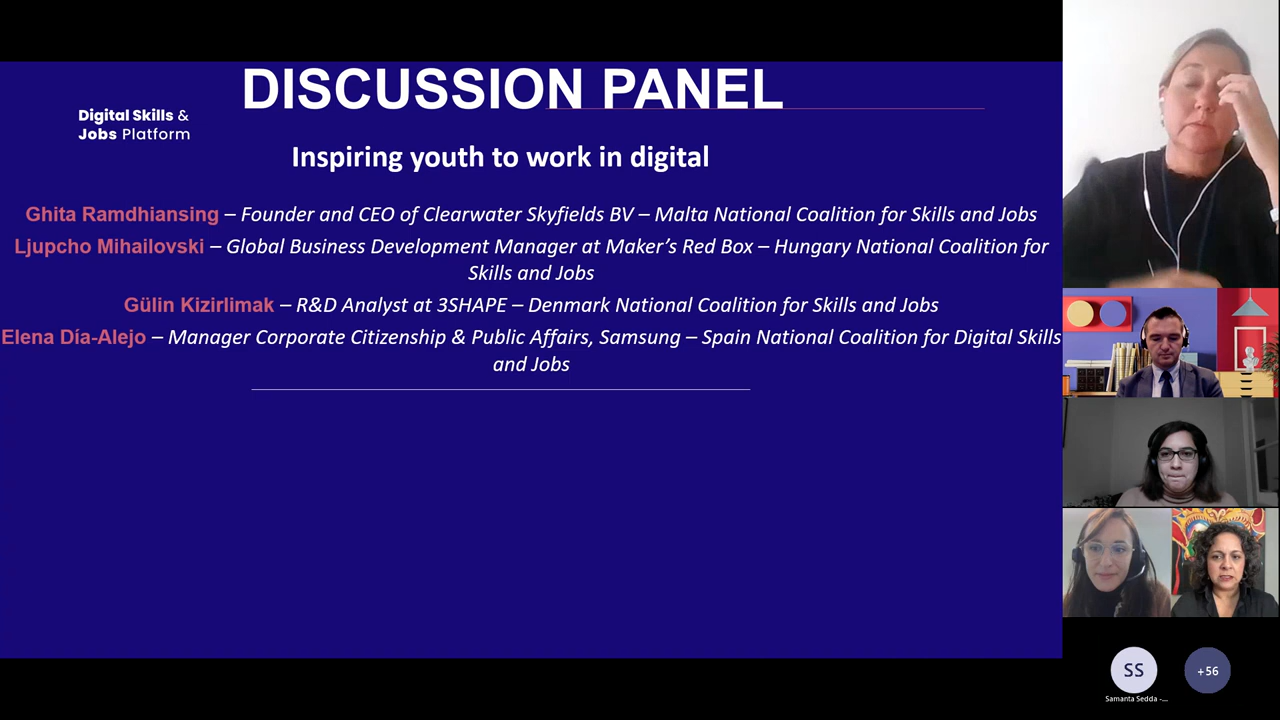 DISCUSSION PANEL
Digital Skills &
Jobs Platform
Inspiring youth to work in digital
Ghita Ramdhiansing – Founder and CEO of Clearwater Skyfields BV – Malta National Coalition for Skills and Jobs
Ljupcho Mihailovski – Global Business Development Manager at Maker's Red Box – Hungary National Coalition for
Skills and Jobs
Gülin Kizirlimak – R&D Analyst at 3SHAPE – Denmark National Coalition for Skills and Jobs
Elena Día-Alejo – Manager Corporate Citizenship & Public Affairs, Samsung – Spain National Coalition for Digital Skills
and Jobs
SS
+56
Samanta Sedda -...